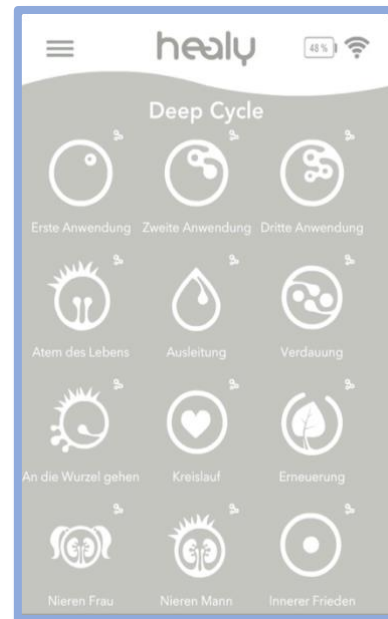 healy
48 %
Deep Cycle
Erste Anwendung Zweite Anwendung Dritte Anwendung
Atem des Lebens Ausleitung Verdauung
An die Wurzel gehen Kreislauf Erneuerung
Nieren Frau Nieren Mann Innerer Frieden